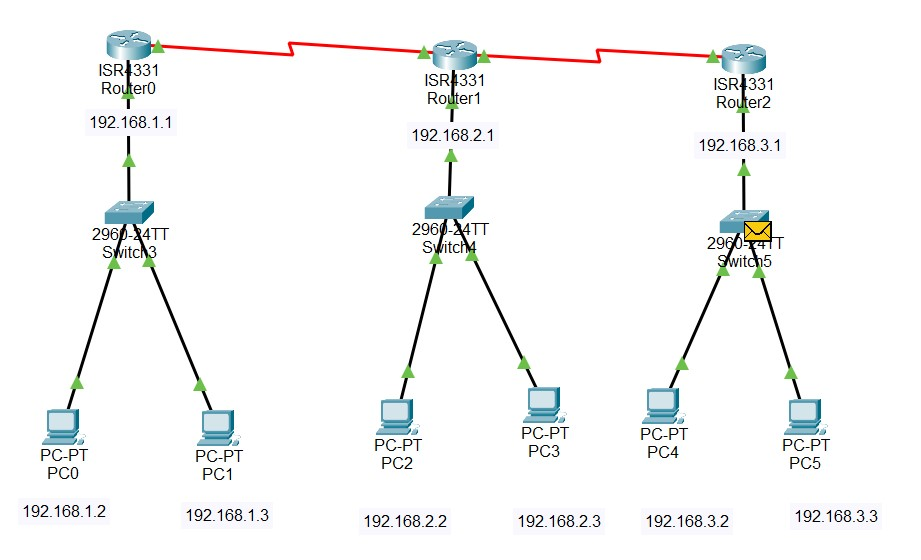 ISR4331
Router0
ISR4331
Router1
ISR4331
Router2
192.168.1.1
192.168.2.1
192.168.3.1
2960-24TT
Switch3
2960-24TT
Switch4
2960-24TT
Switch5
PC-PT
PC0
PC-PT
PC1
PC-PT
PC2
PC-PT
PC3
PC-PT
PC4
PC-PT
PC5
192.168.1.2
192.168.1.3
192.168.2.2
192.168.2.3
192.168.3.2
192.168.3.3